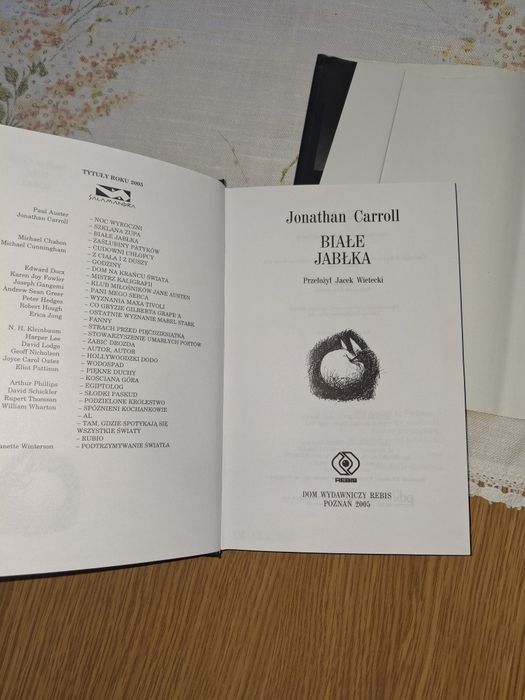 TYTUŁY ROKU 2005
SALAMANDRA
Paul Auster – NOC WYROCZNI
Jonathan Carroll – SZKLANA ZUPA
– BIAŁE JABŁKA
– ZAŚLUBINY PATYKÓW
Michael Chabon – CUDOWNI CHŁOPCY
Michael Cunningham – Z CIAŁA I Z DUSZY
– GODZINY
– DOM NA KRAŃCU ŚWIATA
Edward Docx – MISTRZ KALIGRAFII
Karen Joy Fowler – KLUB MIŁOŚNIKÓW JANE AUSTEN
Joseph Gangemi – PANI MEGO SERCA
Andrew Sean Greer – WYZNANIA MAXA TIVOLI
Peter Hedges – CO GRYZIE GILBERTA GRAPE'A
Robert Hough – OSTATNIE WYZNANIE MABEL STARK
Erica Jong – FANNY
– STRACH PRZED PIĘĆDZIESIĄTKĄ
N. H. Kleinbaum – STOWARZYSZENIE UMARŁYCH POETÓW
Harper Lee – ZABIĆ DROZDA
David Lodge – AUTOR, AUTOR
Geoff Nicholson – HOLLYWOODZKI DODO
Joyce Carol Oates – WODOSPAD
Eliot Pattison – PIĘKNE DUCHY
– KOŚCIANA GÓRA
Arthur Phillips – EGIPTOLOG
David Schickler – SŁODKI PASKUD
Rupert Thomson – PODZIELONE KRÓLESTWO
William Wharton – SPÓŹNIENI KOCHANKOWIE
– AL
– TAM, GDZIE SPOTYKAJĄ SIĘ
WSZYSTKIE ŚWIATY
– RUBIO
Winterson – PODTRZYMYWANIE ŚWIATŁA
Jonathan Carroll
BIAŁE
JABŁKA
Przełożył Jacek Wietecki
REBIS
DOM WYDAWNICZY REBIS
POZNAŃ 2005